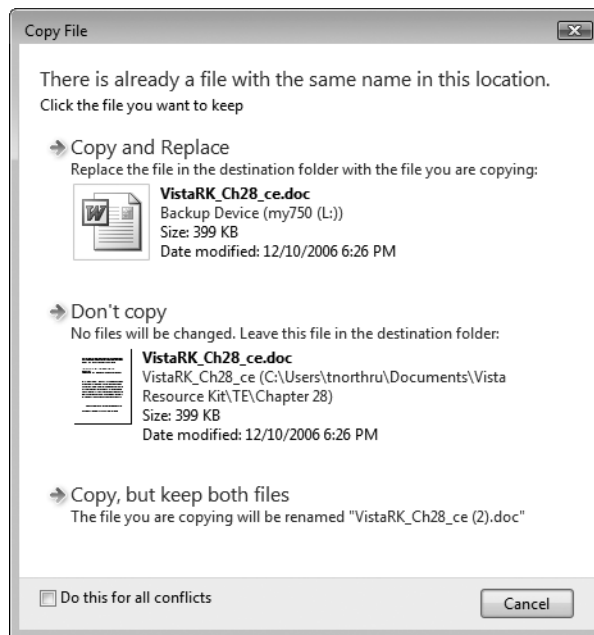 Copy File
There is already a file with the same name in this location.
Click the file you want to keep
Copy and Replace
Replace the file in the destination folder with the file you are copying:
VistaRK_Ch28_ce.doc
Backup Device (my750 (L:))
Size: 399 KB
Date modified: 12/10/2006 6:26 PM
Don't copy
No files will be changed. Leave this file in the destination folder:
VistaRK_Ch28_ce.doc
VistaRK_Ch28_ce (C:\Users\tnorthru\Documents\Vista
Resource Kit\TE\Chapter 28)
Size: 399 KB
Date modified: 12/10/2006 6:26 PM
Copy, but keep both files
The file you are copying will be renamed "VistaRK_Ch28_ce (2).doc"
Do this for all conflicts
Cancel